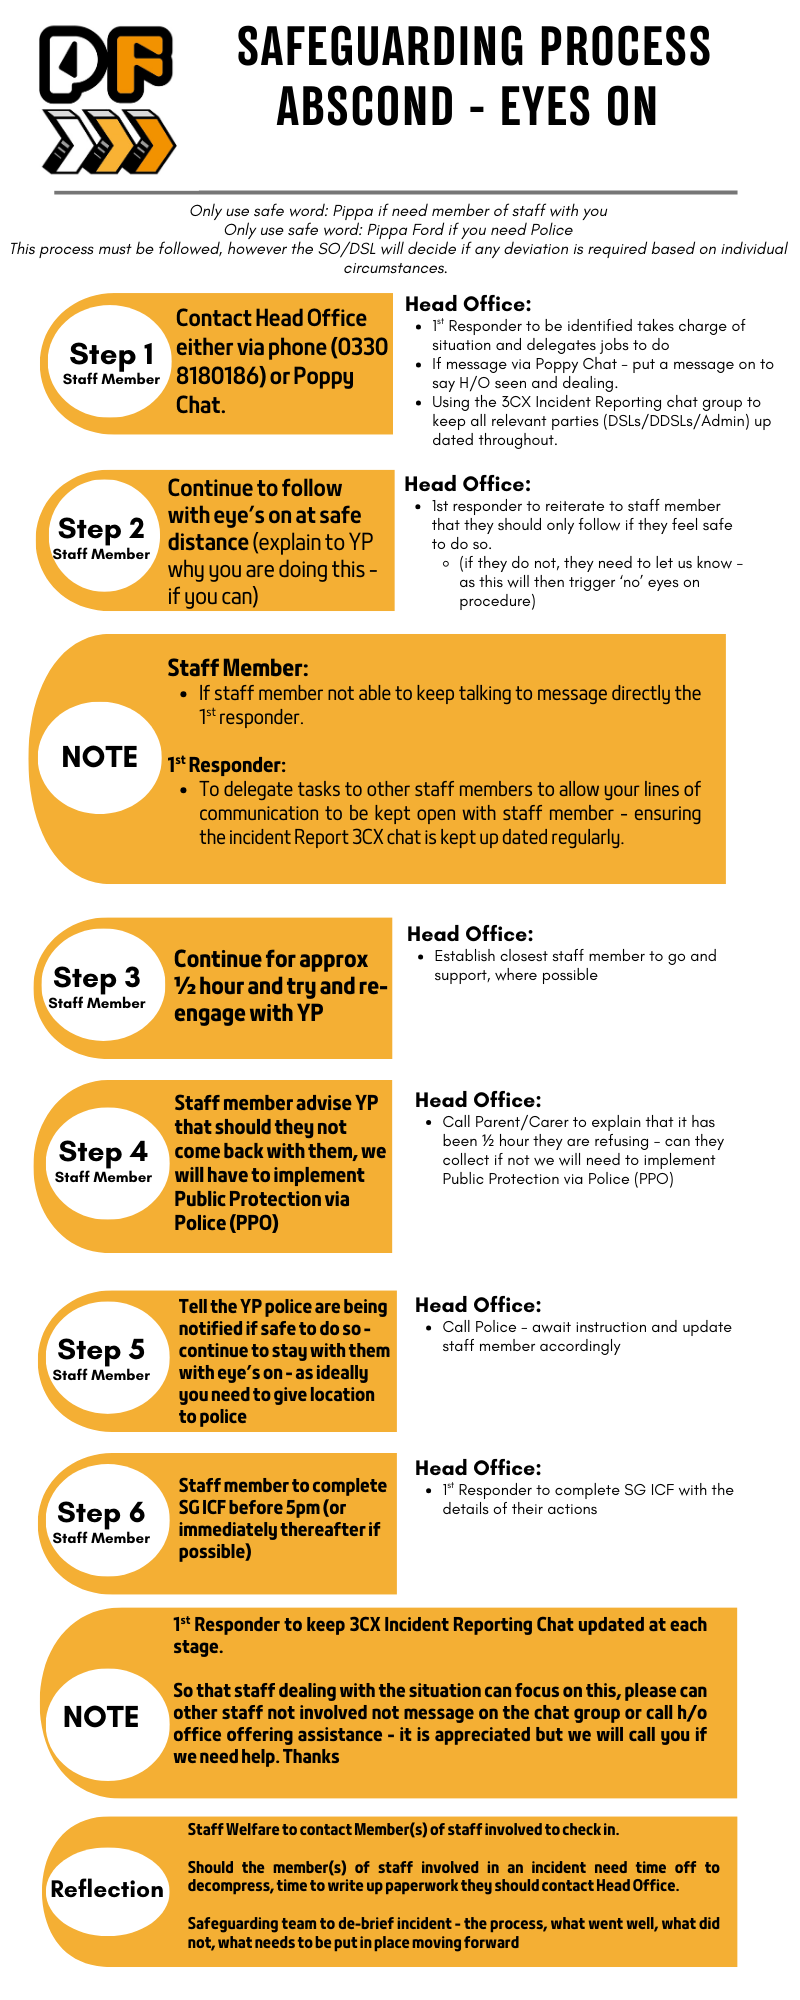 PF
SAFEGUARDING PROCESS
ABSCOND - EYES ON
Only use safe word: Pippa if need member of staff with you
Only use safe word: Pippa Ford if you need Police
This process must be followed, however the SO/DSL will decide if any deviation is required based on individual
circumstances.
Step 1
Staff Member
Contact Head Office
either via phone (0330
8180186) or Poppy
Chat.
Head Office:
• 1st Responder to be identified takes charge of
situation and delegates jobs to do
• If message via Poppy Chat - put a message on to
say H/O seen and dealing.
• Using the 3CX Incident Reporting chat group to
keep all relevant parties (DSLs/DDSLs/Admin) up
dated throughout.
Step 2
Staff Member
Continue to follow
with eye's on at safe
distance (explain to YP
why you are doing this -
if you can)
Head Office:
• 1st responder to reiterate to staff member
that they should only follow if they feel safe
to do so.
◦ (if they do not, they need to let us know -
as this will then trigger 'no' eyes on
procedure)
NOTE
Staff Member:
• If staff member not able to keep talking to message directly the
1st responder.
1st Responder:
• To delegate tasks to other staff members to allow your lines of
communication to be kept open with staff member - ensuring
the incident Report 3CX chat is kept up dated regularly.
Step 3
Staff Member
Continue for approx
½ hour and try and re-
engage with YP
Head Office:
• Establish closest staff member to go and
support, where possible
Step 4
Staff Member
Staff member advise YP
that should they not
come back with them, we
will have to implement
Public Protection via
Police (PPO)
Head Office:
• Call Parent/Carer to explain that it has
been ½ hour they are refusing - can they
collect if not we will need to implement
Public Protection via Police (PPO)
Step 5
Staff Member
Tell the YP police are being
notified if safe to do so -
continue to stay with them
with eye's on - as ideally
you need to give location
to police
Head Office:
• Call Police - await instruction and update
staff member accordingly
Step 6
Staff Member
Staff member to complete
SG ICF before 5pm (or
immediately thereafter if
possible)
Head Office:
• 1st Responder to complete SG ICF with the
details of their actions
NOTE
1st Responder to keep 3CX Incident Reporting Chat updated at each
stage.
So that staff dealing with the situation can focus on this, please can
other staff not involved not message on the chat group or call h/o
office offering assistance - it is appreciated but we will call you if
we need help. Thanks
Reflection
Staff Welfare to contact Member(s) of staff involved to check in.
Should the member(s) of staff involved in an incident need time off to
decompress, time to write up paperwork they should contact Head Office.
Safeguarding team to de-brief incident - the process, what went well, what did
not, what needs to be put in place moving forward